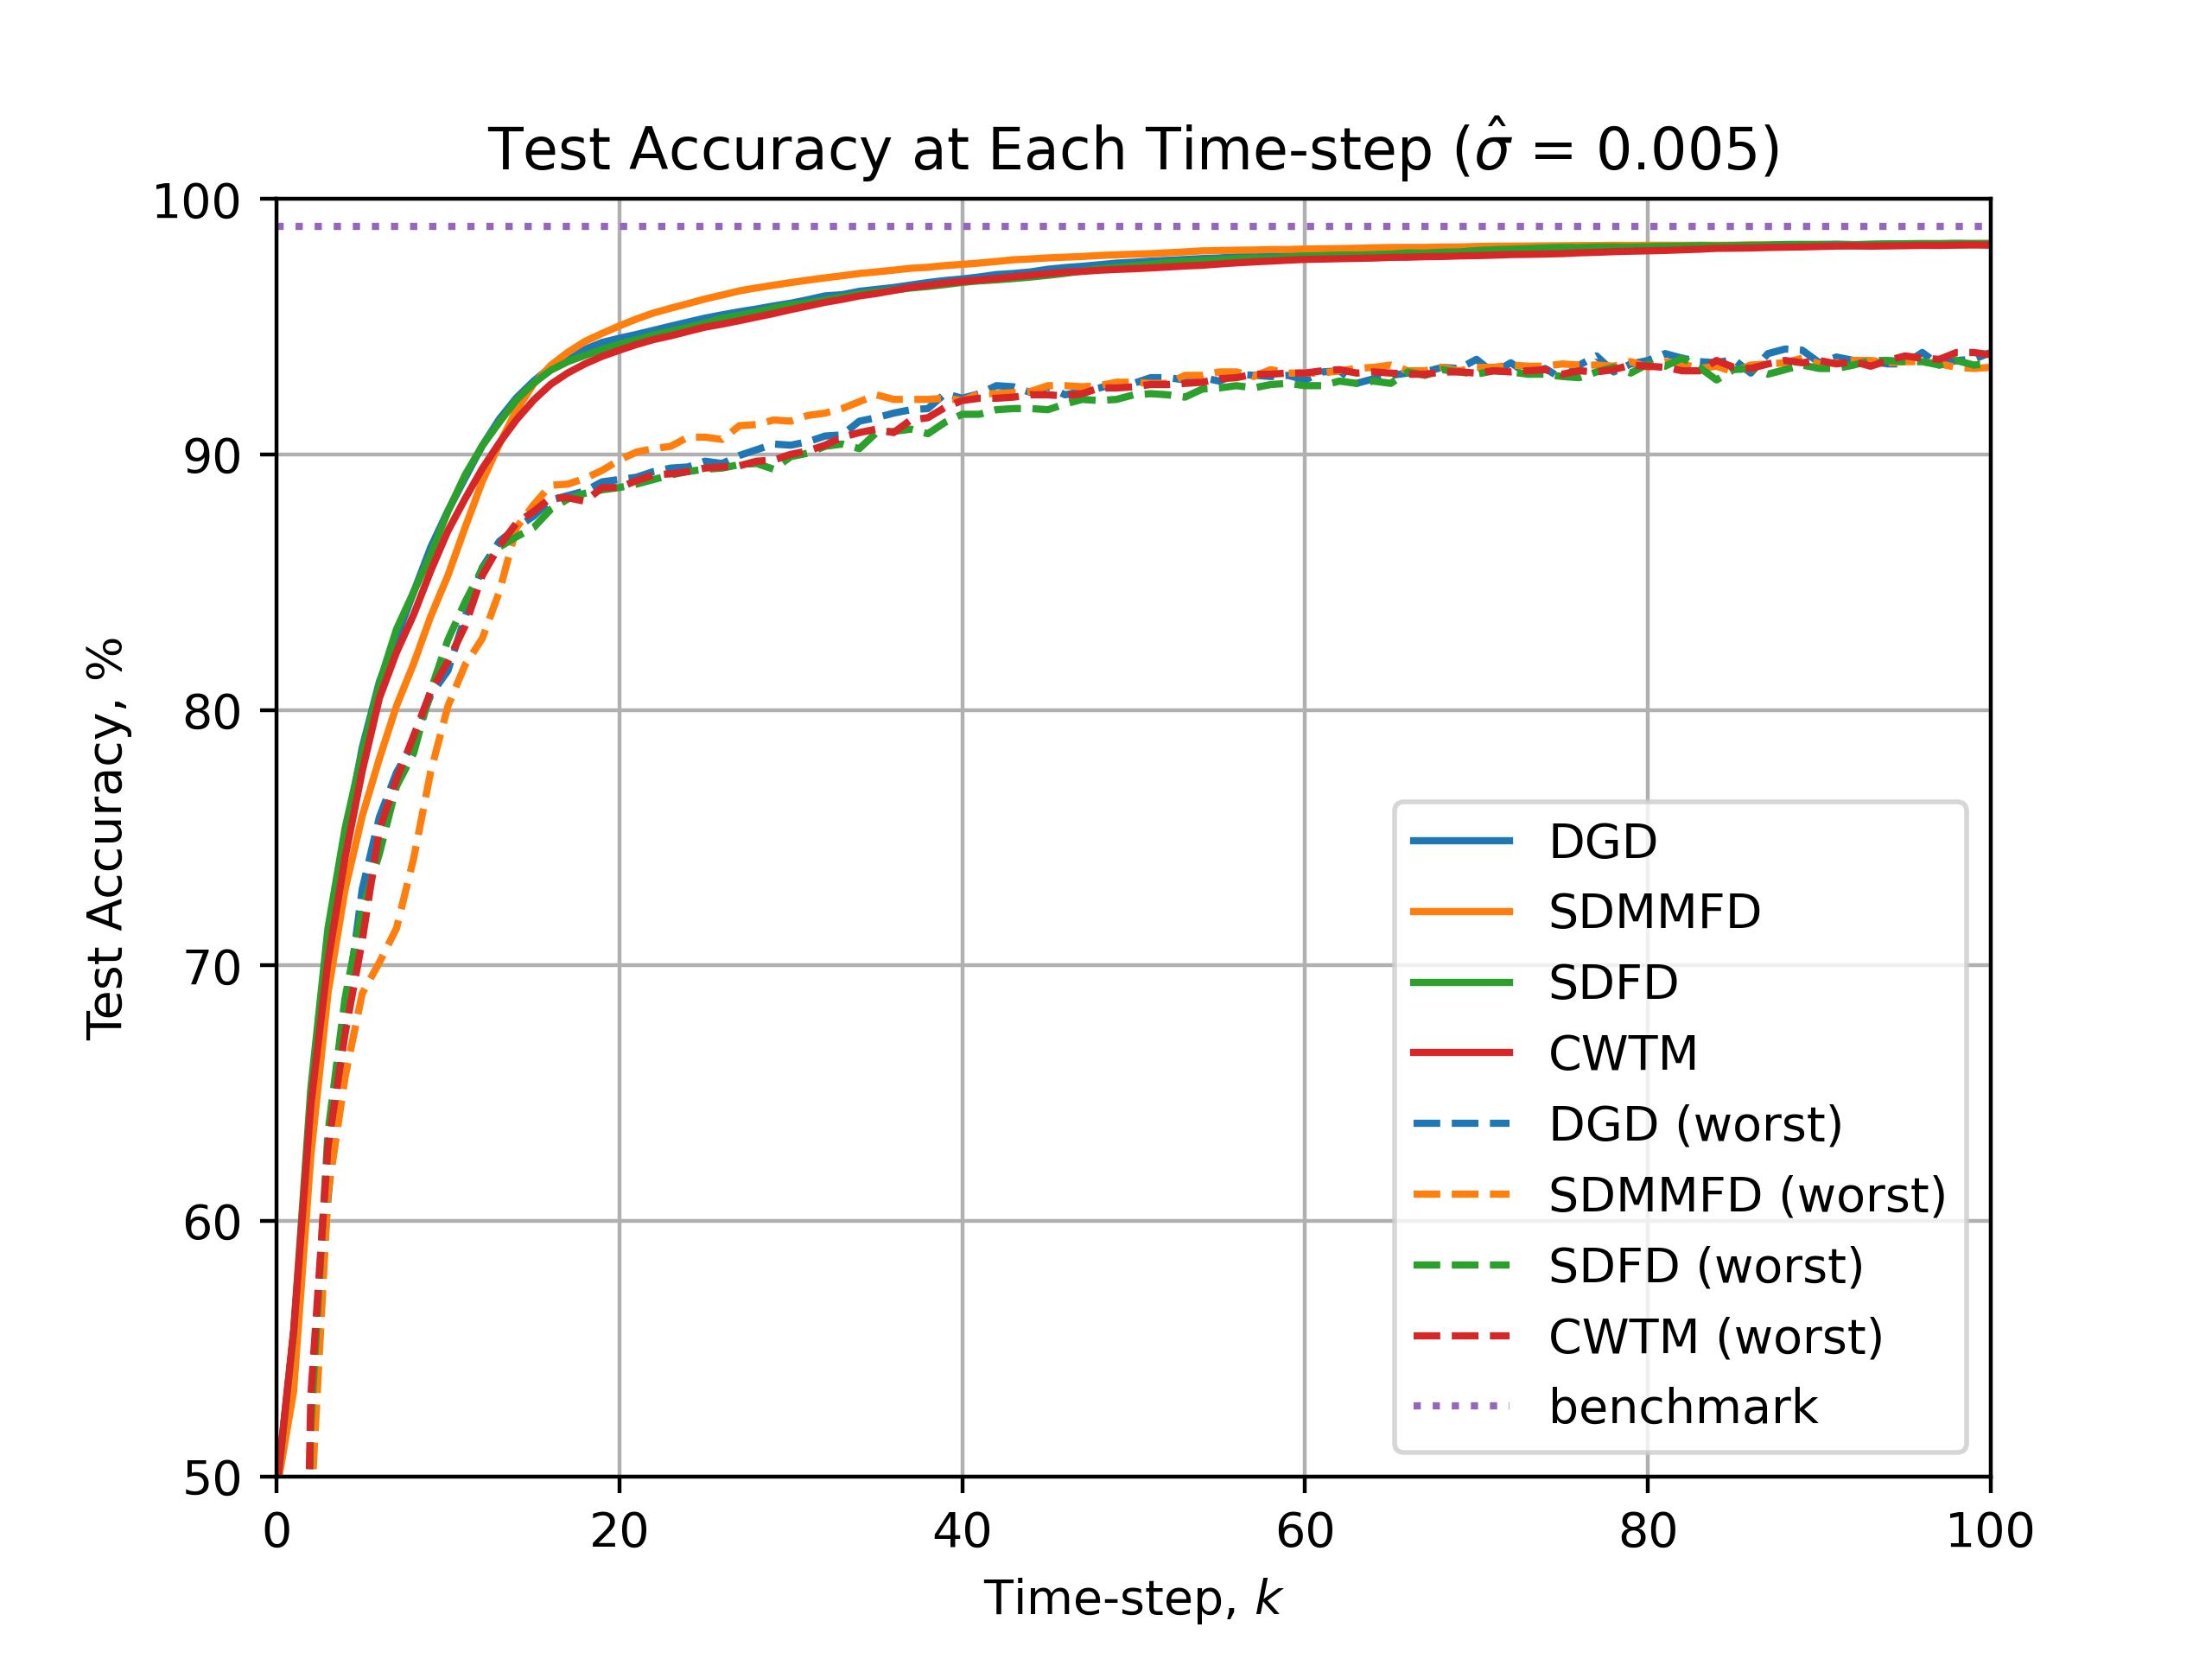 Test Accuracy at Each Time-step (σ̂ = 0.005)
Test Accuracy, %
100
90
80
70
60
50
0 20 40 60 80 100
Time-step, k
DGD
SDMMFD
SDFD
CWTM
DGD (worst)
SDMMFD (worst)
SDFD (worst)
CWTM (worst)
benchmark